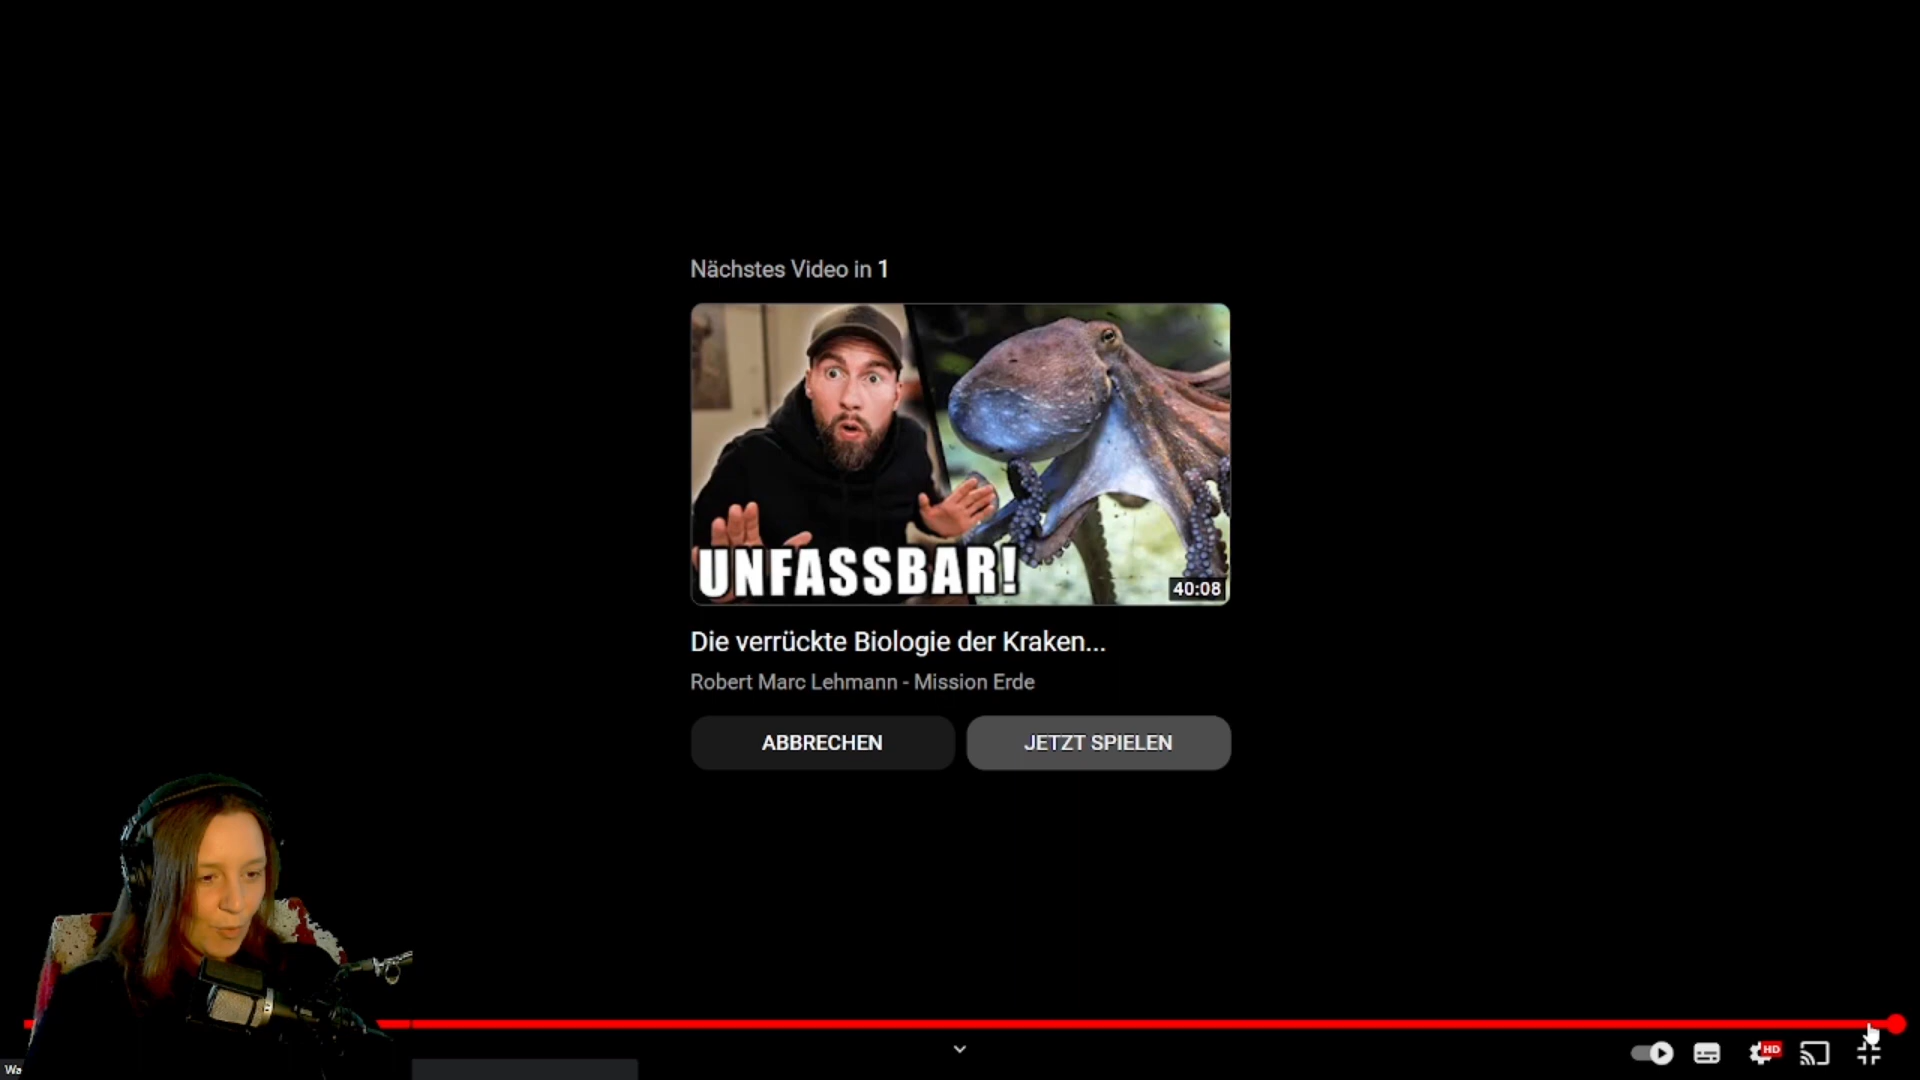 Nächstes Video in 1
UNFASSBAR!
40:08
Die verrückte Biologie der Kraken...
Robert Marc Lehmann - Mission Erde
ABBRECHEN
JETZT SPIELEN
HD
Wa